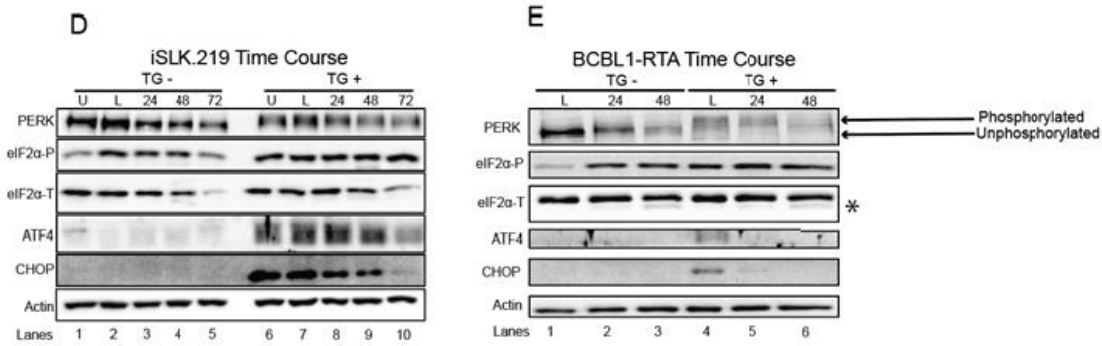 D
iSLK.219 Time Course
TG - TG +
U L 24 48 72 U L 24 48 72
PERK
eIF2α-P
eIF2α-T
ATF4
CHOP
Actin
Lanes 1 2 3 4 5 6 7 8 9 10
E
BCBL1-RTA Time Course
TG - TG +
L 24 48 L 24 48
PERK
Phosphorylated
Unphosphorylated
eIF2α-P
eIF2α-T
*
ATF4
CHOP
Actin
Lanes 1 2 3 4 5 6